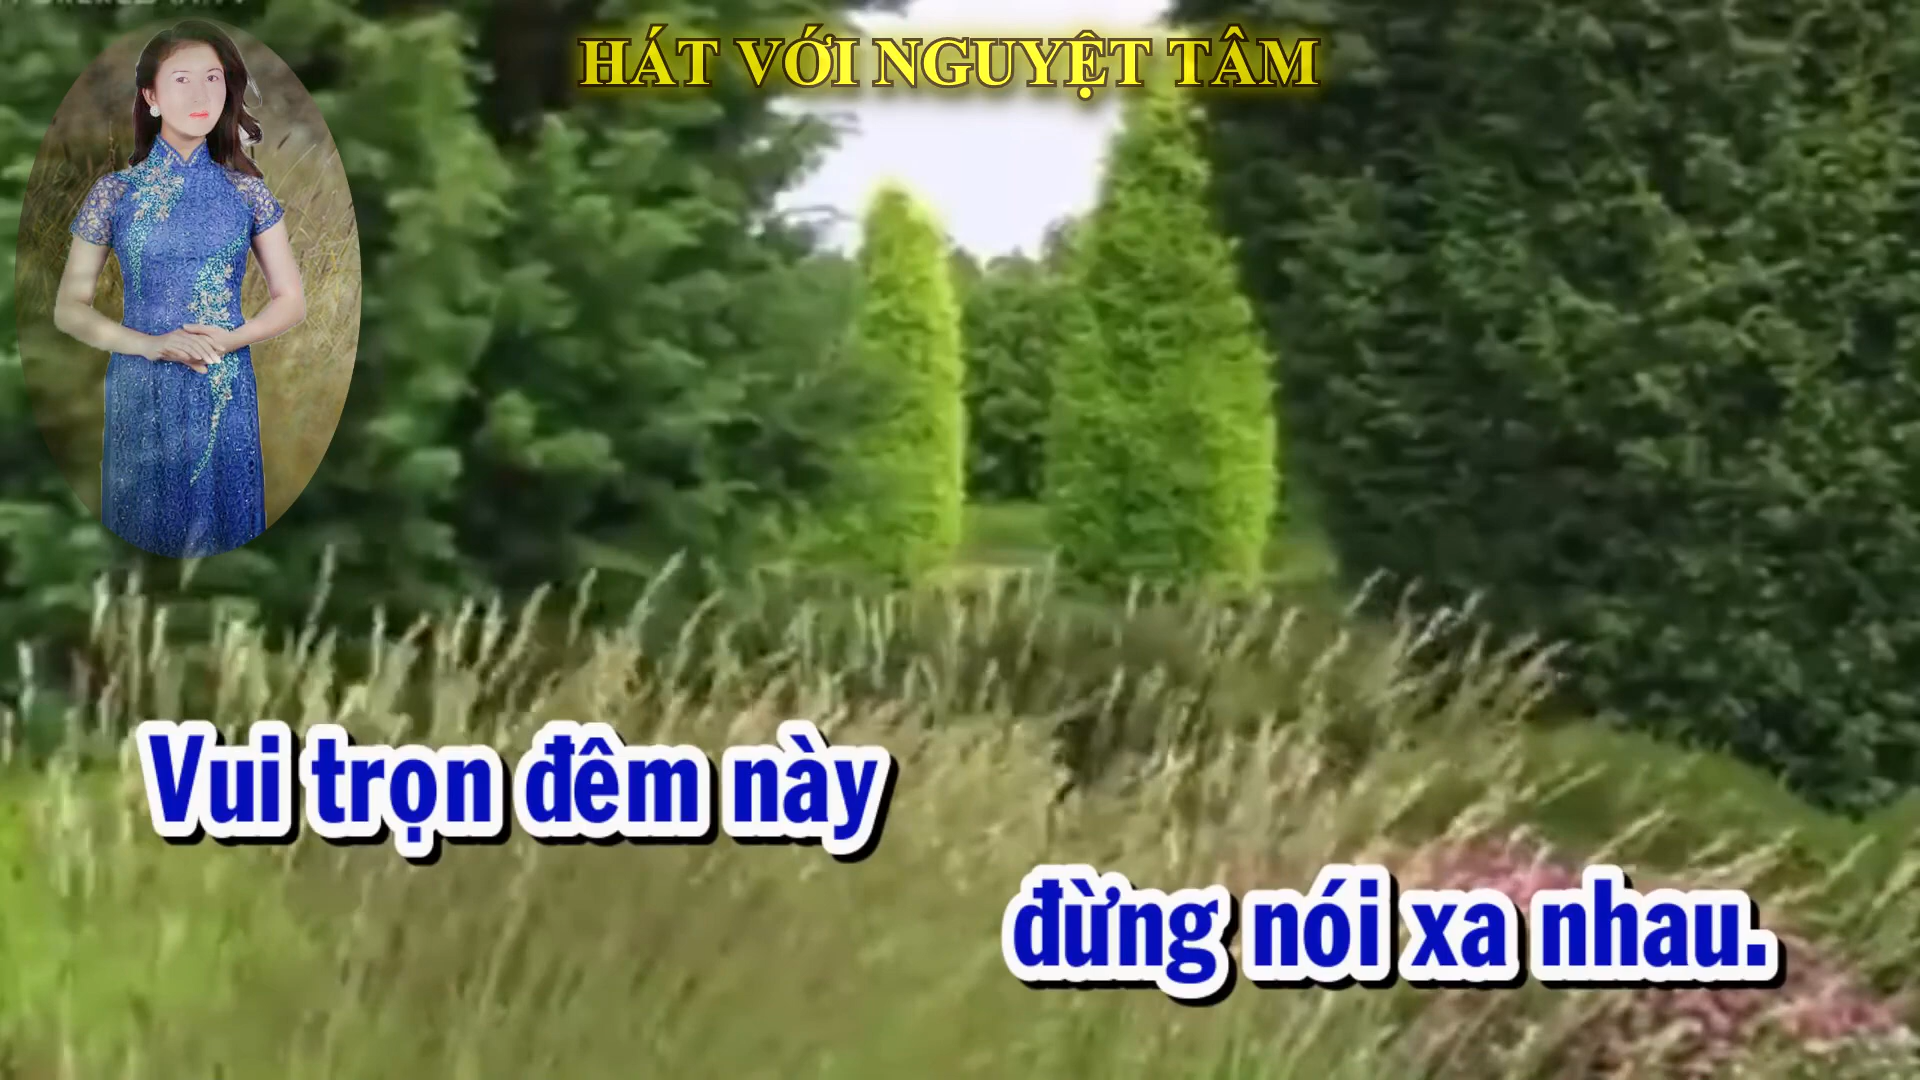 HÁT VỚI NGUYỆT TÂM
Vui trọn đêm này
đừng nói xa nhau.